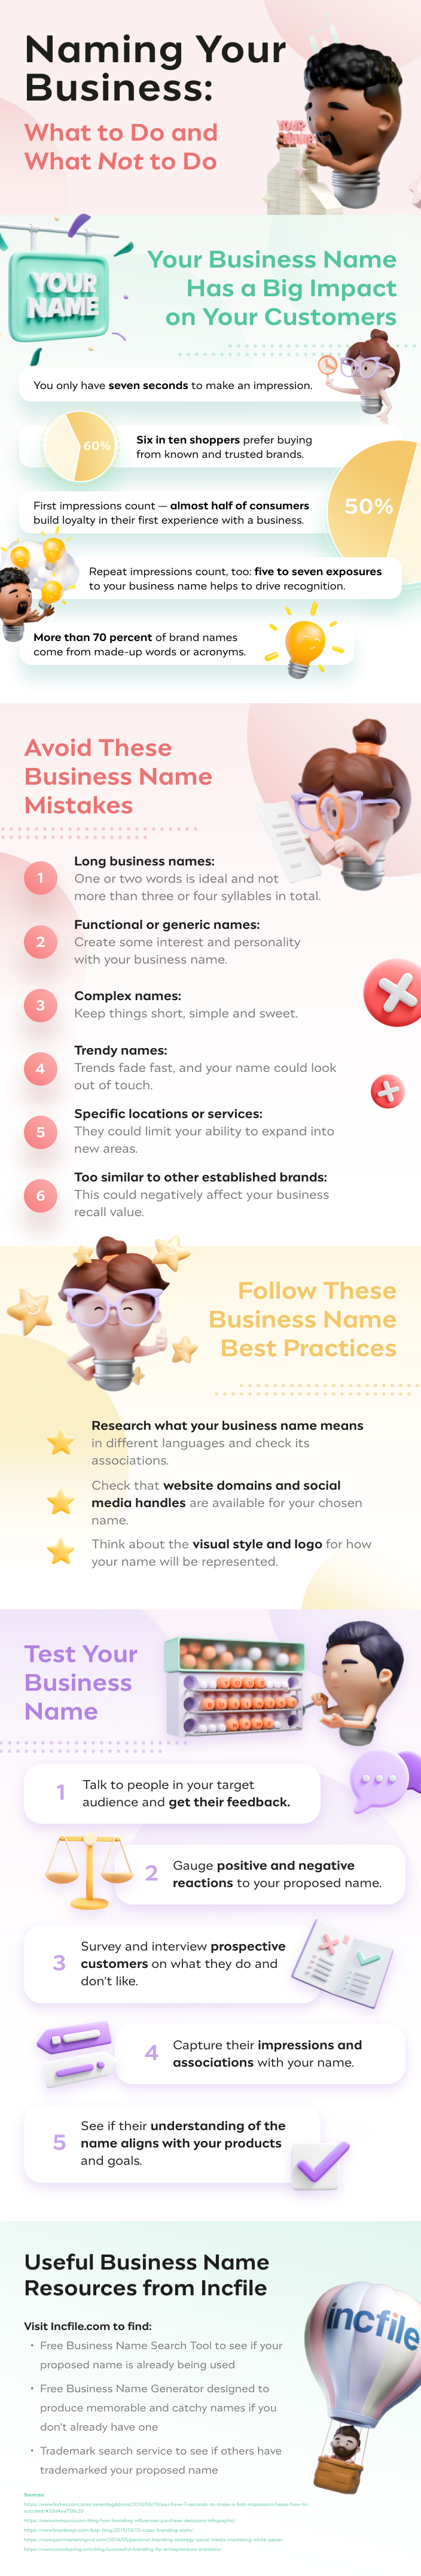 Naming Your
Business:
What to Do and
What Not to Do
YOUR
NAME
YOUR
NAME
Your Business Name
Has a Big Impact
on Your Customers
You only have seven seconds to make an impression.
60%
Six in ten shoppers prefer buying
from known and trusted brands.
50%
First impressions count — almost half of consumers
build loyalty in their first experience with a business.
Repeat impressions count, too: five to seven exposures
to your business name helps to drive recognition.
More than 70 percent of brand names
come from made-up words or acronyms.
Avoid These
Business Name
Mistakes
1
Long business names:
One or two words is ideal and not
more than three or four syllables in total.
2
Functional or generic names:
Create some interest and personality
with your business name.
3
Complex names:
Keep things short, simple and sweet.
4
Trendy names:
Trends fade fast, and your name could look
out of touch.
5
Specific locations or services:
They could limit your ability to expand into
new areas.
6
Too similar to other established brands:
This could negatively affect your business
recall value.
Follow These
Business Name
Best Practices
Research what your business name means
in different languages and check its
associations.
Check that website domains and social
media handles are available for your chosen
name.
Think about the visual style and logo for how
your name will be represented.
Test Your
Business
Name
YOUR
BUSINESS
NAME
1
Talk to people in your target
audience and get their feedback.
2
Gauge positive and negative
reactions to your proposed name.
3
Survey and interview prospective
customers on what they do and
don't like.
4
Capture their impressions and
associations with your name.
5
See if their understanding of the
name aligns with your products
and goals.
Useful Business Name
Resources from Incfile
incfile
Visit Incfile.com to find:
• Free Business Name Search Tool to see if your
proposed name is already being used
• Free Business Name Generator designed to
produce memorable and catchy names if you
don't already have one
• Trademark search service to see if others have
trademarked your proposed name
Sources: